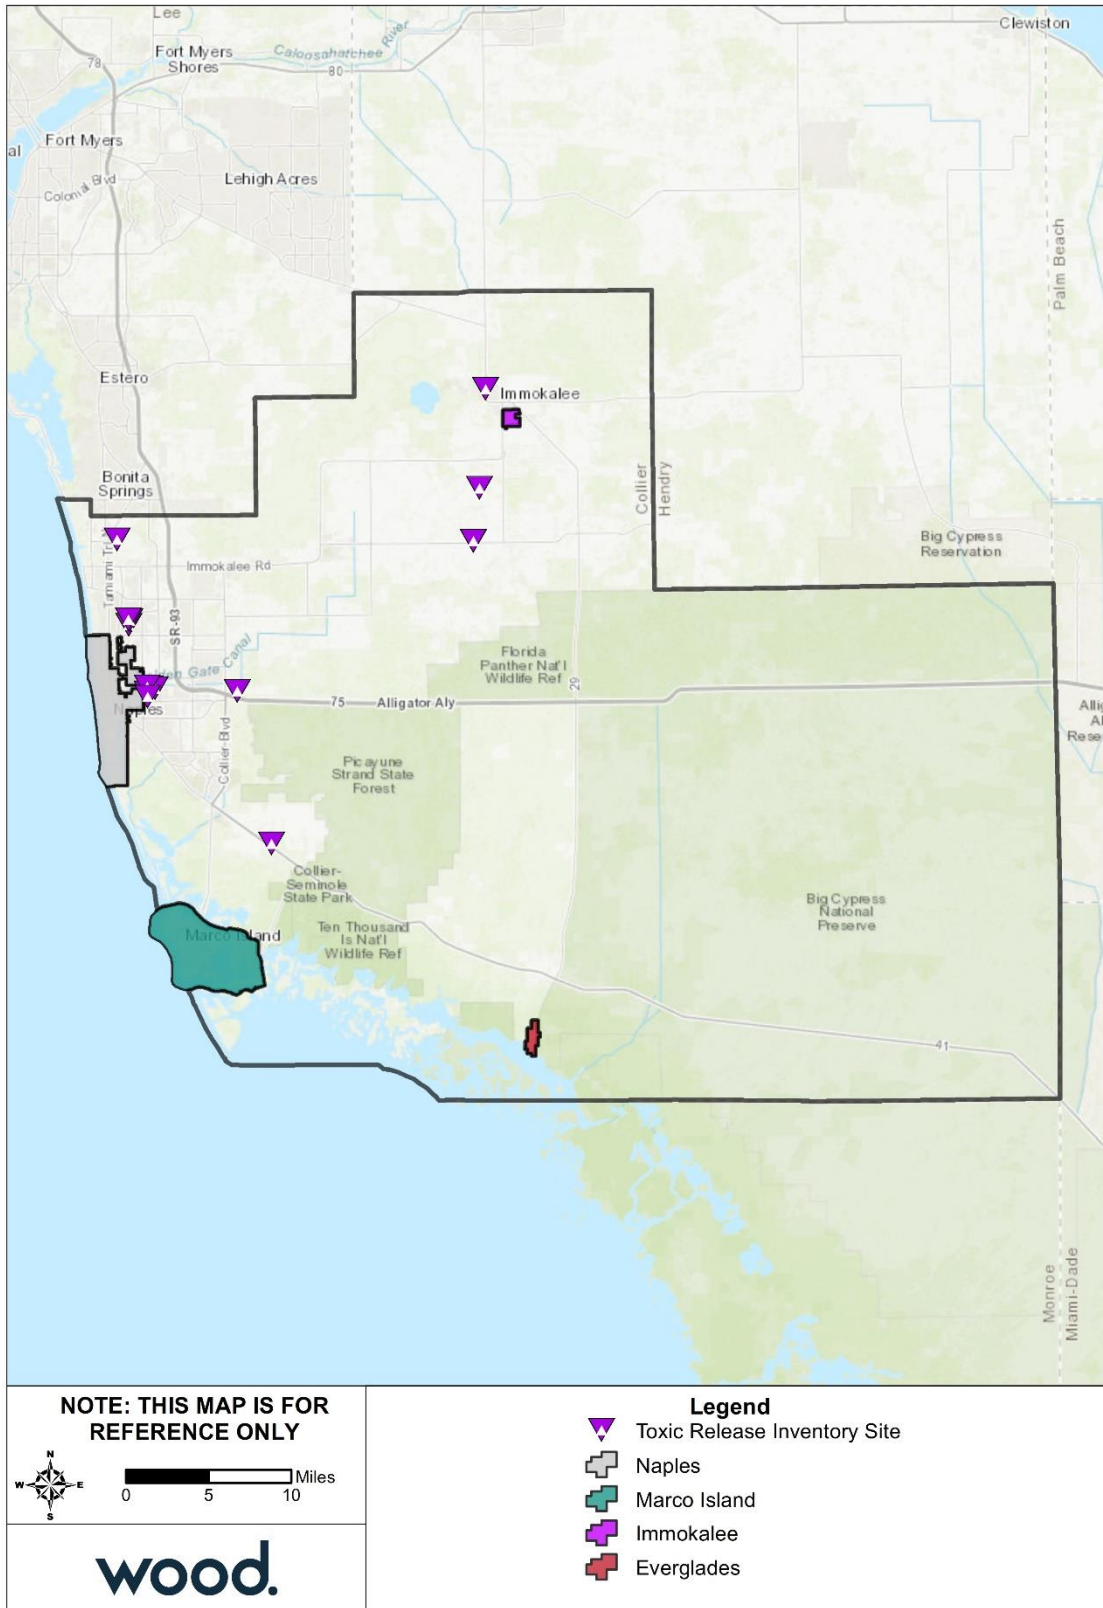 Lee
Clewiston
Fort Myers
Shores
Caloosahatchee
River
78
80
Fort Myers
al
Colonial Blvd
Lehigh Acres
Palm Beach
Estero
Immokalee
Bonita
Springs
Collier
Hendry
Big Cypress
Reservation
Tamiami Trl N
Immokalee Rd
SR-93
Golden Gate Canal
Florida
Panther Nat'l
Wildlife Ref
29
75
Alligator Aly
Naples
Collier-Blvd
Picayune
Strand State
Forest
Collier-
Seminole
State Park
Big Cypress
National
Preserve
Marco Island
Ten Thousand
Is Nat'l
Wildlife Ref
41
Monroe
Miami-Dade
NOTE: THIS MAP IS FOR
REFERENCE ONLY
N
W
E
S
Miles
0 5 10
wood.
Legend
Toxic Release Inventory Site
Naples
Marco Island
Immokalee
Everglades